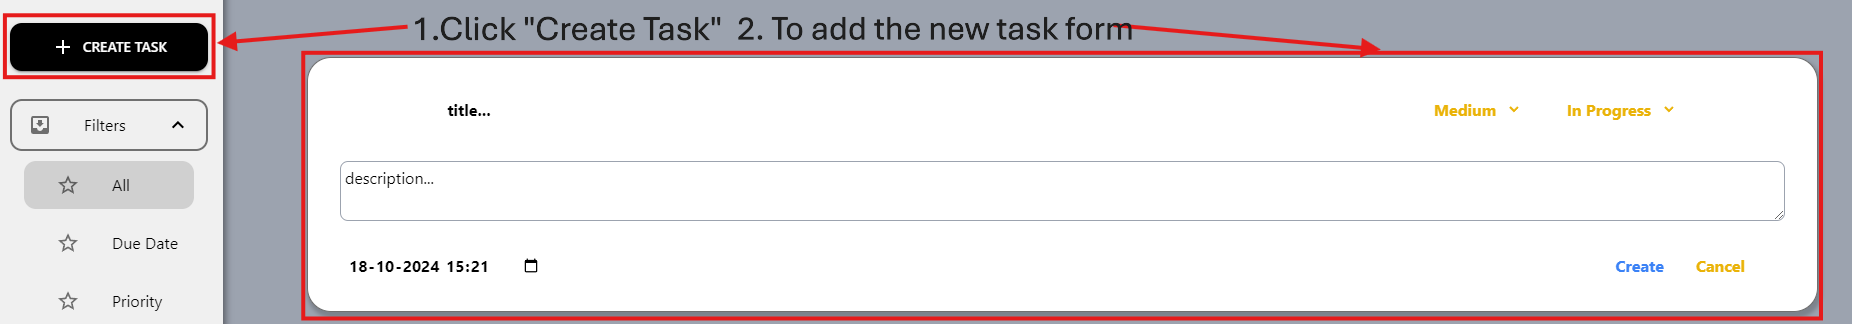 1.Click "Create Task" 2. To add the new task form
CREATE TASK
Filters
All
Due Date
Priority
title...
Medium
In Progress
description...
18-10-2024 15:21
Create
Cancel